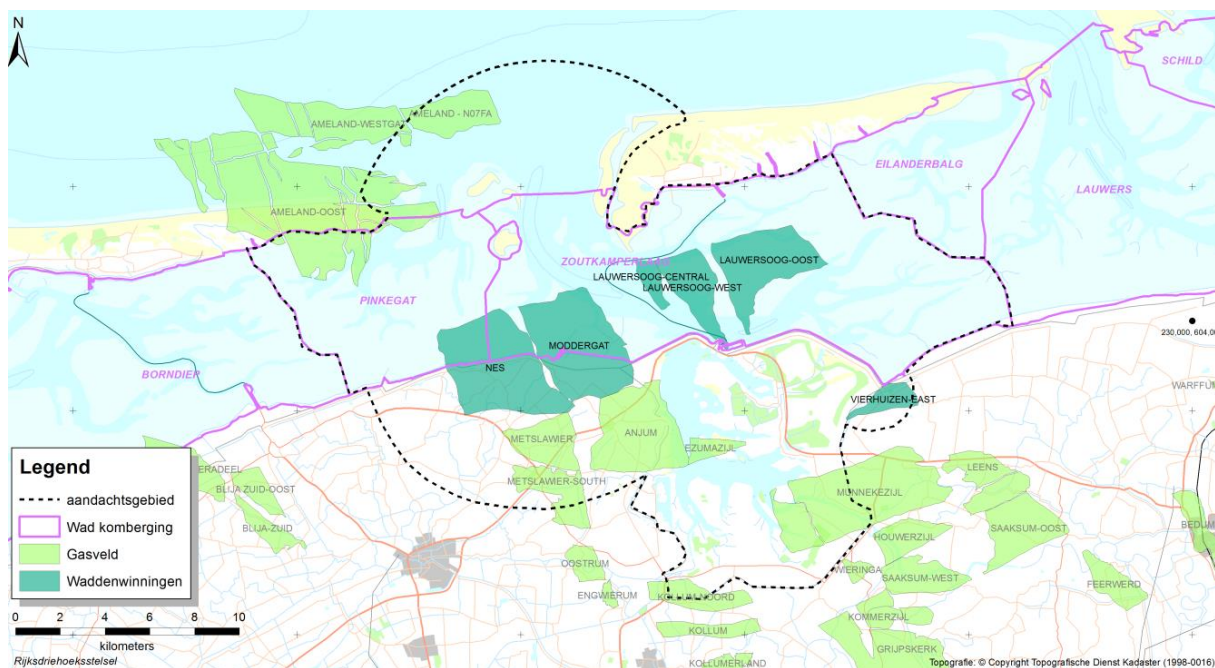 N
SCHILD
AMELAND-WESTGAT
AMELAND - N07FA
EILANDERBALG
LAUWERS
AMELAND-OOST
ZOUTKAMPERLAAG
LAUWERSOOG-OOST
LAUWERSOOG-CENTRAL
LAUWERSOOG-WEST
PINKEGAT
230,000, 604,0
MODDERGAT
NES
BORNDIEP
VIERHUIZEN-EAST
WARFFU
METSLAWIER
ANJUM
EZUMAZIJL
Legend
aandachtsgebied
Wad komberging
Gasveld
Waddenwinningen
ERADEEL
BLIJA ZUID-OOST
BLIJA-ZUID
METSLAWIER-SOUTH
MUNNEKEZIJL
LEENS
SAAKSUM-OOST
BEDUM
HOUWERZIJL
OOSTRUM
WIERINGA
SAAKSUM-WEST
FEERWERD
ENGWIERUM
KOLLUM-NOORD
KOMMERZIJL
KOLLUM
GRIJPSKERK
KOLLUMERLAND
0 2 4 6 8 10
kilometers
Rijksdriehoeksstelsel
Topografie: © Copyright Topografische Dienst Kadaster (1998-0016)